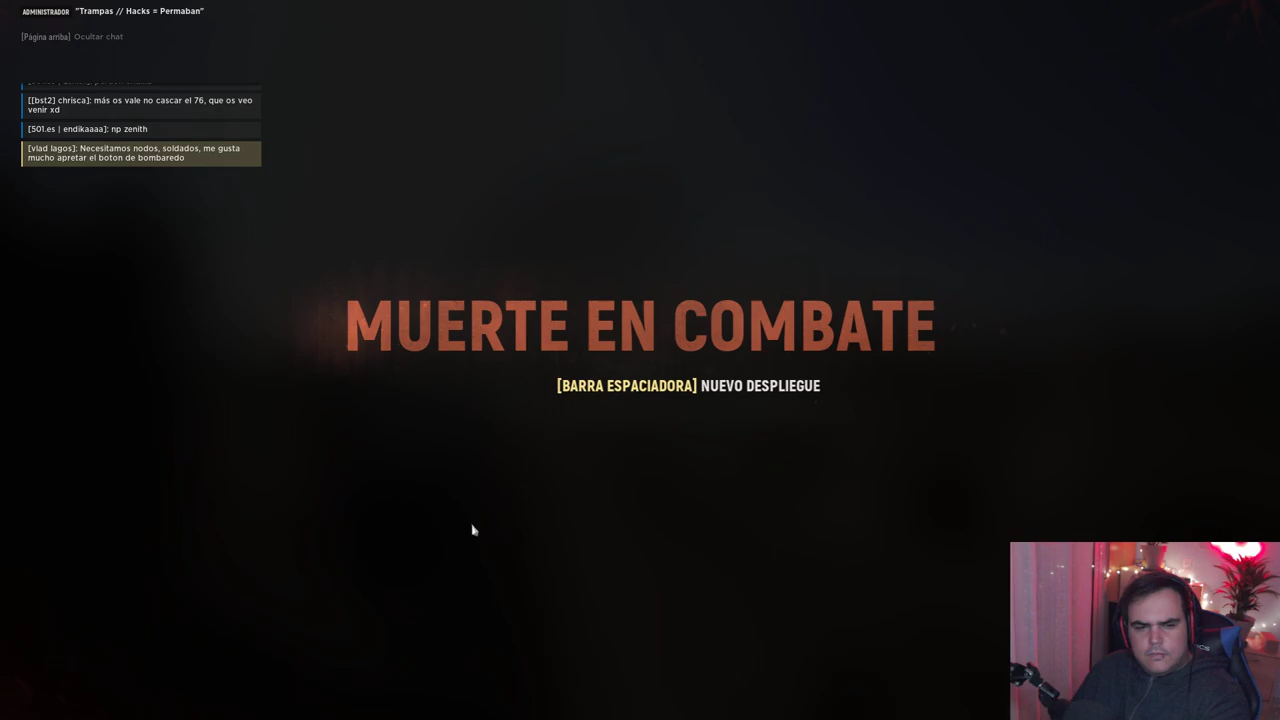 ADMINISTRADOR "Trampas // Hacks = Permaban"
[Página arriba] Ocultar chat
[[bst2] chrisca]: más os vale no cascar el 76, que os veo
venir xd
[501.es | endikaaaa]: np zenith
[vlad lagos]: Necesitamos nodos, soldados, me gusta
mucho apretar el boton de bombaredo
MUERTE EN COMBATE
[BARRA ESPACIADORA] NUEVO DESPLIEGUE